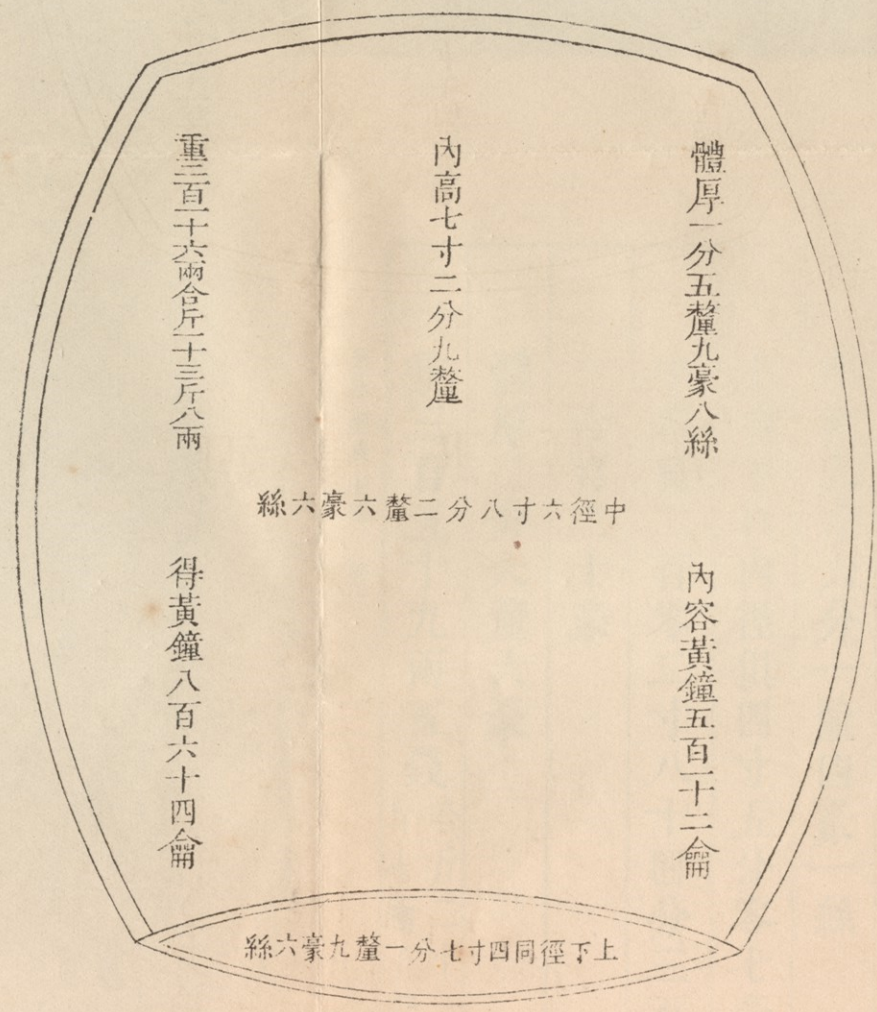 體厚一分五釐九豪八絲
內容黃鐘五百一十二龠
內高七寸二分九釐
中徑六寸八分二釐六豪六絲
重二百一十六兩合斤一十三斤八兩
得黃鐘八百六十四龠
上下徑同四寸七分一釐九豪六絲